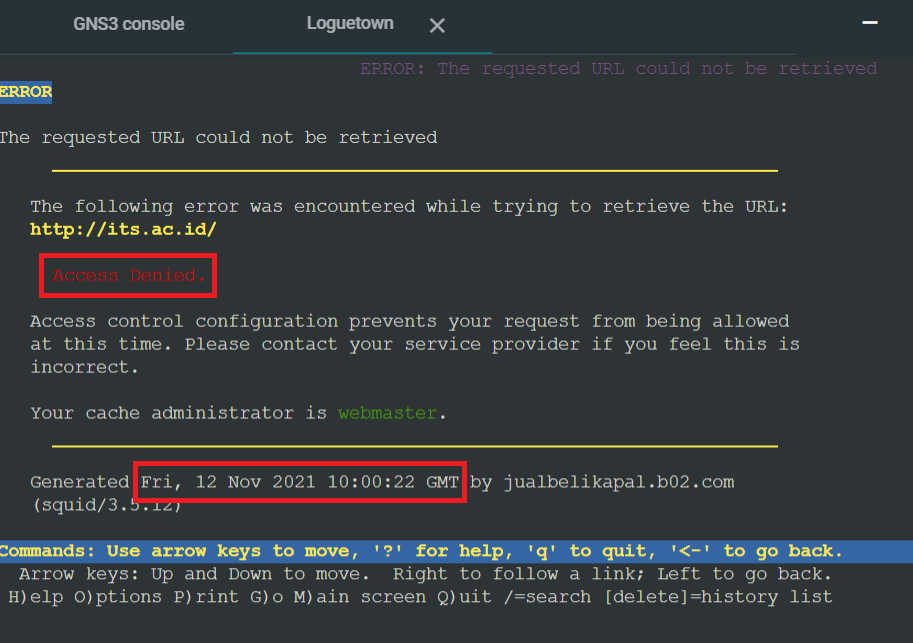 GNS3 console
Loguetown
ERROR: The requested URL could not be retrieved
ERROR
The requested URL could not be retrieved
The following error was encountered while trying to retrieve the URL:
http://its.ac.id/
Access Denied.
Access control configuration prevents your request from being allowed
at this time. Please contact your service provider if you feel this is
incorrect.
Your cache administrator is webmaster.
Generated Fri, 12 Nov 2021 10:00:22 GMT by jualbelikapal.b02.com
(squid/3.5.12)
Commands: Use arrow keys to move, '?' for help, 'q' to quit, '<-' to go back.
Arrow keys: Up and Down to move.  Right to follow a link; Left to go back.
H)elp O)ptions P)rint G)o M)ain screen Q)uit /=search [delete]=history list